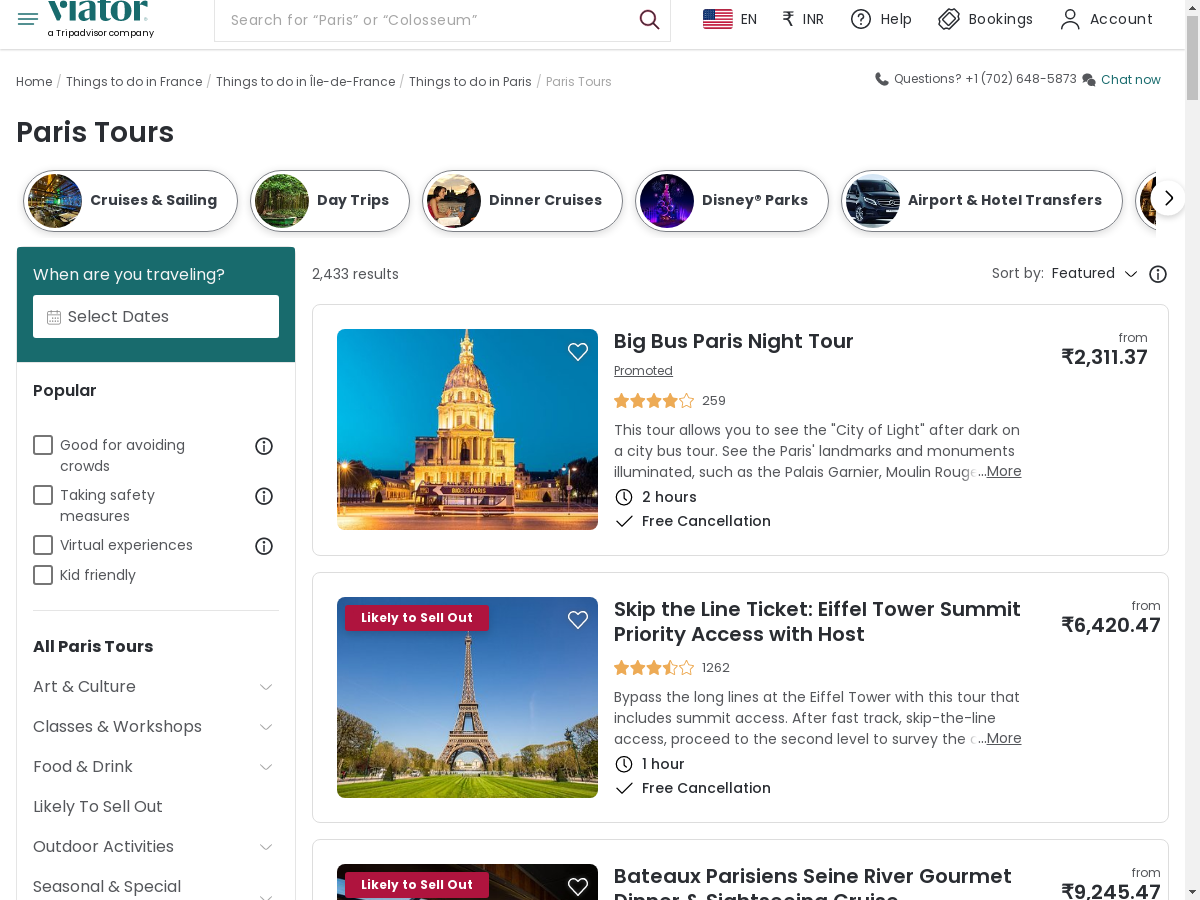 viator
a Tripadvisor company
Search for “Paris” or “Colosseum”
EN
₹ INR
Help
Bookings
Account
Home / Things to do in France / Things to do in Île-de-France / Things to do in Paris / Paris Tours
Questions? +1 (702) 648-5873
Chat now
Paris Tours
Cruises & Sailing
Day Trips
Dinner Cruises
Disney® Parks
Airport & Hotel Transfers
When are you traveling?
Select Dates
Popular
Good for avoiding
crowds
Taking safety
measures
Virtual experiences
Kid friendly
All Paris Tours
Art & Culture
Classes & Workshops
Food & Drink
Likely To Sell Out
Outdoor Activities
Seasonal & Special
2,433 results
Sort by: Featured
Big Bus Paris Night Tour
from
₹2,311.37
Promoted
259
This tour allows you to see the "City of Light" after dark on
a city bus tour. See the Paris' landmarks and monuments
illuminated, such as the Palais Garnier, Moulin Rouge ...More
2 hours
Free Cancellation
BIG BUS PARIS
Likely to Sell Out
Skip the Line Ticket: Eiffel Tower Summit
Priority Access with Host
from
₹6,420.47
1262
Bypass the long lines at the Eiffel Tower with this tour that
includes summit access. After fast track, skip-the-line
access, proceed to the second level to survey the ...More
1 hour
Free Cancellation
Likely to Sell Out
Bateaux Parisiens Seine River Gourmet
Dinner & Sightseeing Cruise
from
₹9,245.47